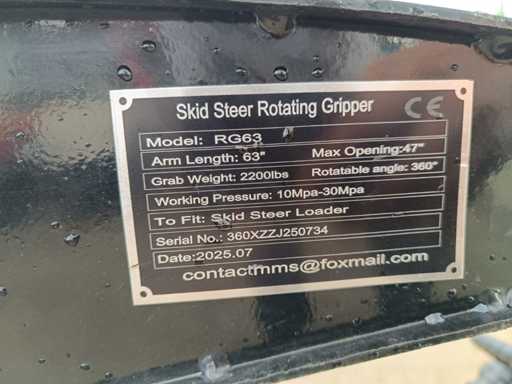 Skid Steer Rotating Gripper CE
Model: RG63
Arm Length: 63" Max Opening:47"
Grab Weight: 2200lbs Rotatable angle: 360°
Working Pressure: 10Mpa-30Mpa
To Fit: Skid Steer Loader
Serial No.: 360XZZJ250734
Date:2025.07
contactmms@foxmail.com